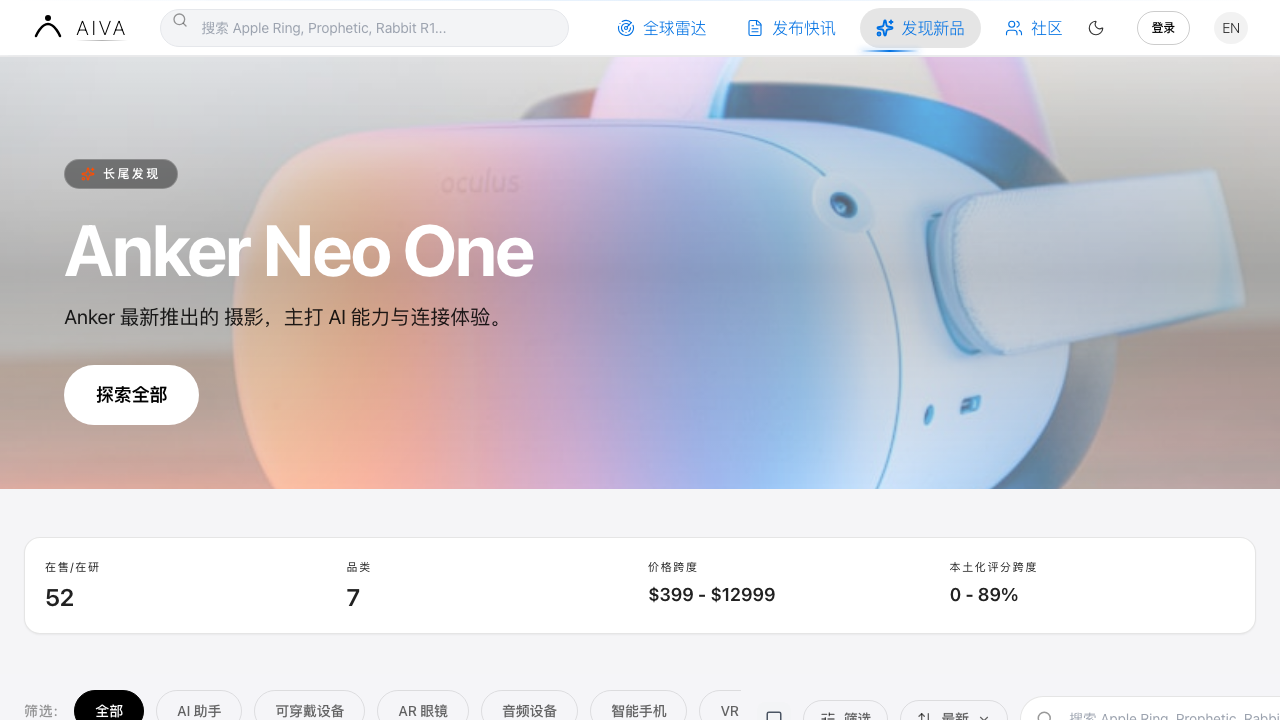 AIVA
搜索 Apple Ring, Prophetic, Rabbit R1...
全球雷达
发布快讯
发现新品
社区
登录
EN
oculus
长尾发现
Anker Neo One
Anker 最新推出的 摄影，主打 AI 能力与连接体验。
探索全部
在售/在研
52
品类
7
价格跨度
$399 - $12999
本土化评分跨度
0 - 89%
筛选:
全部
AI 助手
可穿戴设备
AR 眼镜
音频设备
智能手机
VR
筛选
最新
搜索 Apple Ring, Prophetic, Rabbi